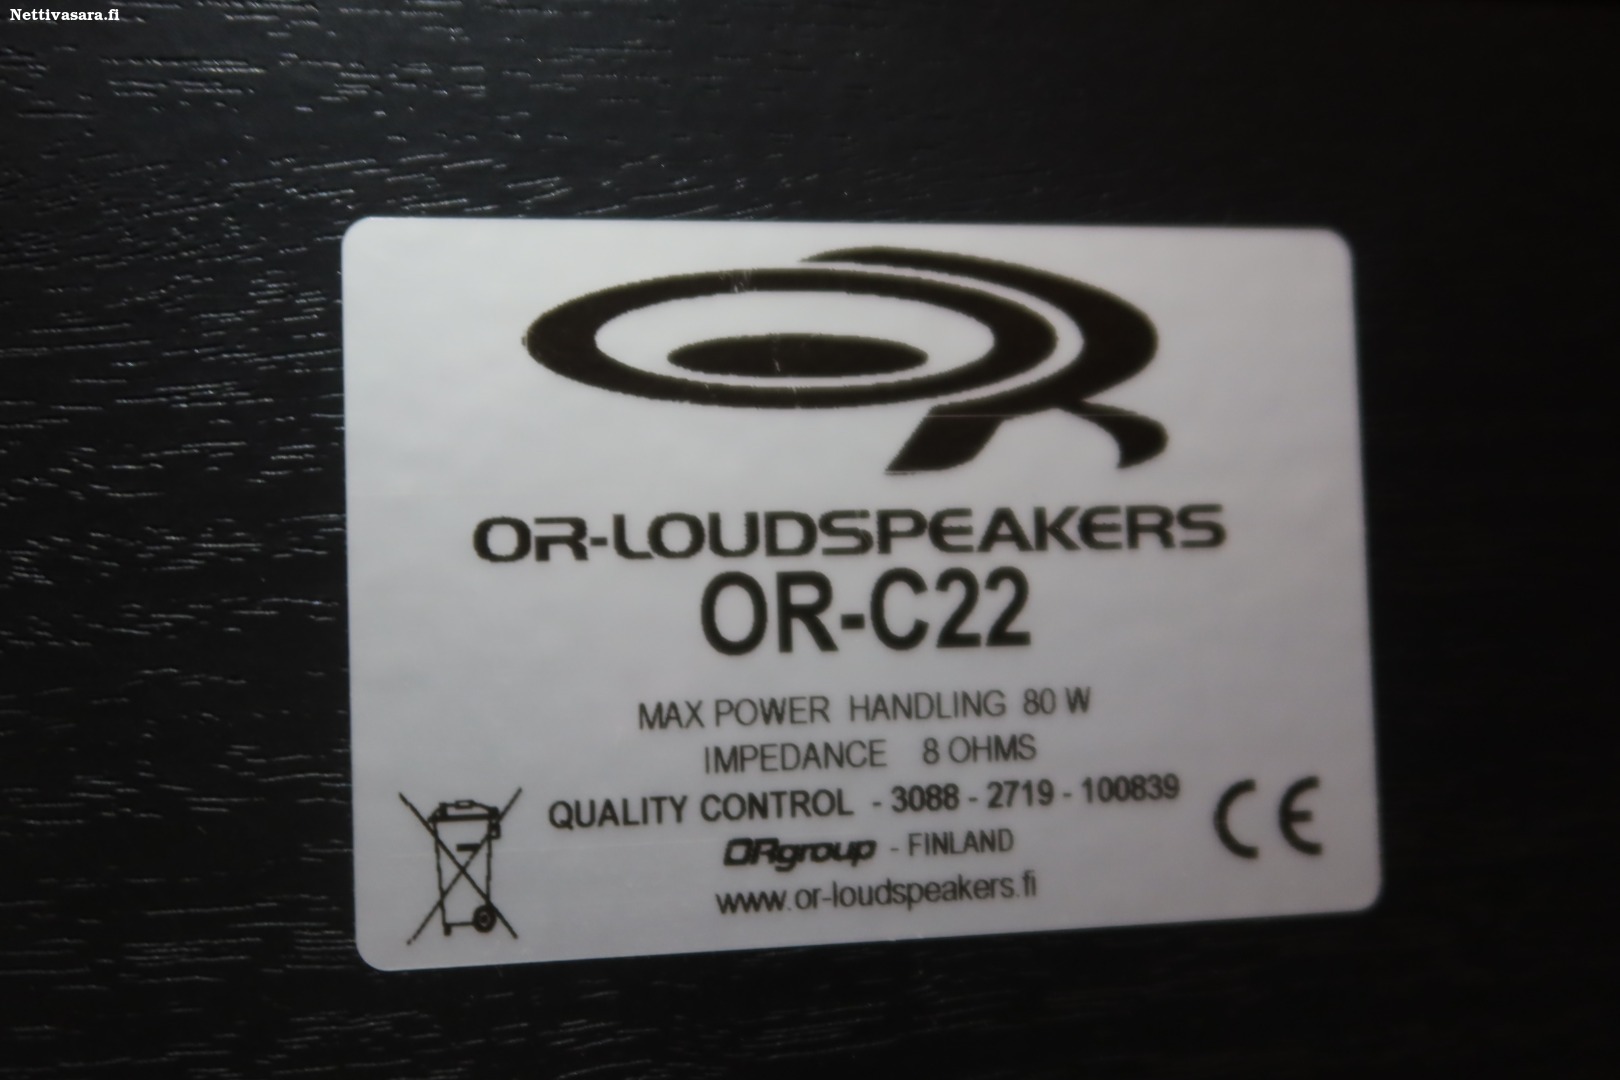 Nettivasara.fi
OR
OR-LOUDSPEAKERS
OR-C22
MAX POWER HANDLING 80 W
IMPEDANCE 8 OHMS
QUALITY CONTROL - 3088 - 2719 - 100839
ORgroup - FINLAND
www.or-loudspeakers.fi
CE